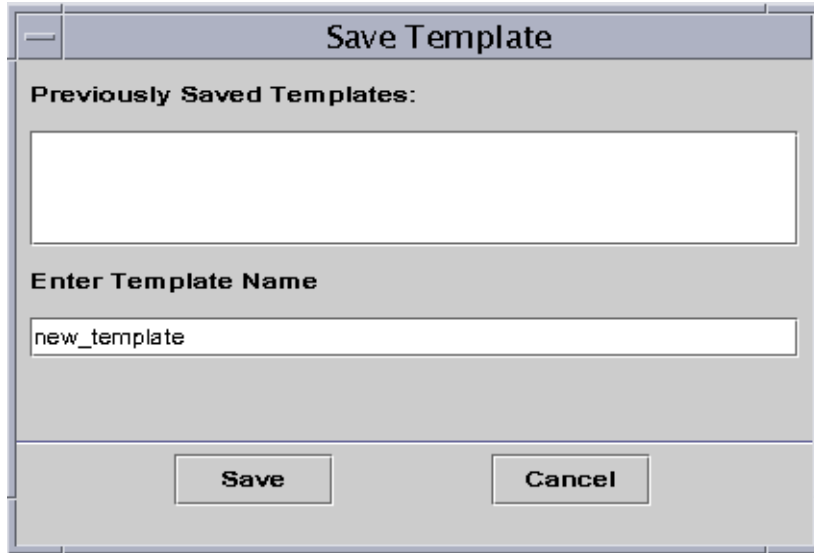 Save Template
Previously Saved Templates:
Enter Template Name
new_template
Save Cancel